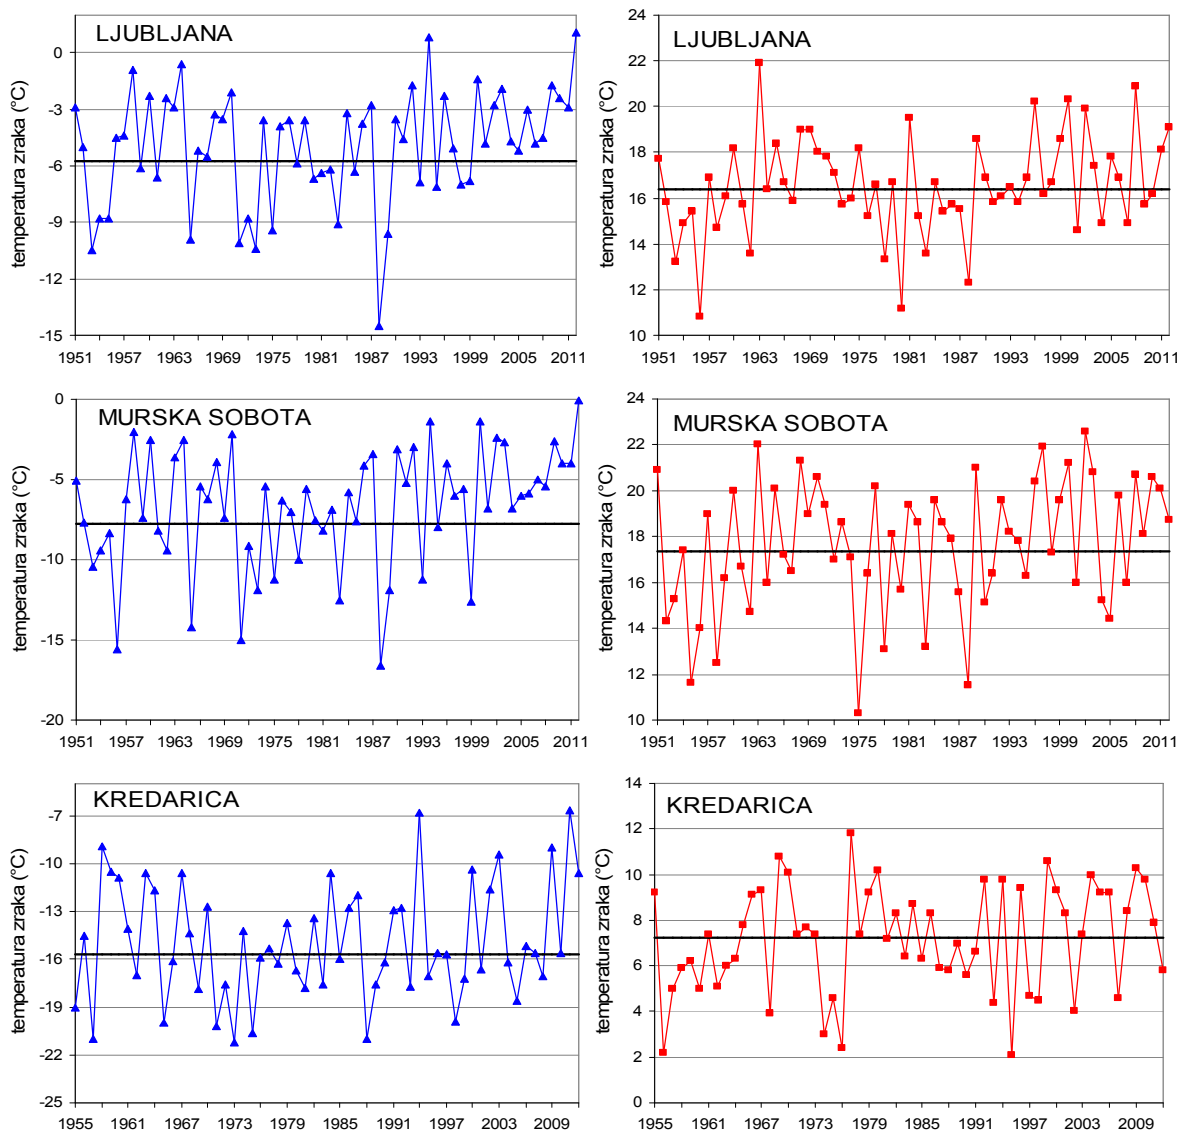 LJUBLJANA
temperatura zraka (°C)
0
-3
-6
-9
-12
-15
1951 1957 1963 1969 1975 1981 1987 1993 1999 2005 2011
LJUBLJANA
temperatura zraka (°C)
24
22
20
18
16
14
12
10
1951 1957 1963 1969 1975 1981 1987 1993 1999 2005 2011
MURSKA SOBOTA
temperatura zraka (°C)
0
-5
-10
-15
-20
1951 1957 1963 1969 1975 1981 1987 1993 1999 2005 2011
MURSKA SOBOTA
temperatura zraka (°C)
24
22
20
18
16
14
12
10
1951 1957 1963 1969 1975 1981 1987 1993 1999 2005 2011
KREDARICA
temperatura zraka (°C)
-7
-10
-13
-16
-19
-22
-25
1955 1961 1967 1973 1979 1985 1991 1997 2003 2009
KREDARICA
temperatura zraka (°C)
14
12
10
8
6
4
2
0
1955 1961 1967 1973 1979 1985 1991 1997 2003 2009